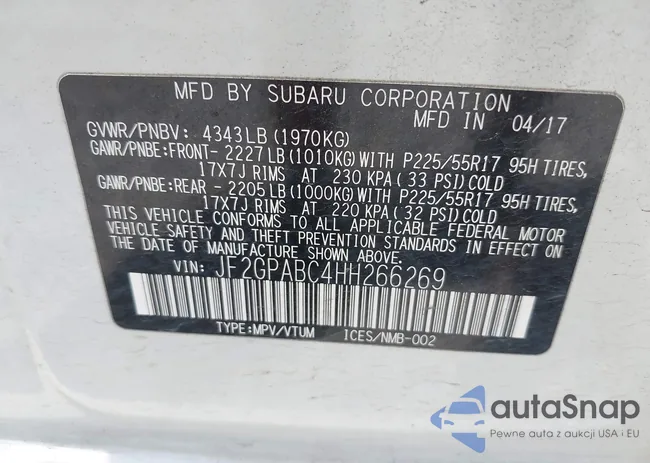 MFD BY SUBARU CORPORATION
MFD IN 04/17
GVWR/PNBV: 4343LB(1970KG)
GAWR/PNBE:FRONT- 2227LB(1010KG)WITH P225/55R17 95H TIRES,
17X7J RIMS AT 230 KPA(33 PSI)COLD
GAWR/PNBE:REAR - 2205LB(1000KG)WITH P225/55R17 95H TIRES,
17X7J RIMS AT 220 KPA(32 PSI)COLD
THIS VEHICLE CONFORMS TO ALL APPLICABLE FEDERAL MOTOR
VEHICLE SAFETY AND THEFT PREVENTION STANDARDS IN EFFECT ON
THE DATE OF MANUFACTURE SHOWN ABOVE.
VIN: JF2GPABC4HH266269
TYPE:MPV/VTUM ICES/NMB-002
autaSnap
Pewne auta z aukcji USA i EU